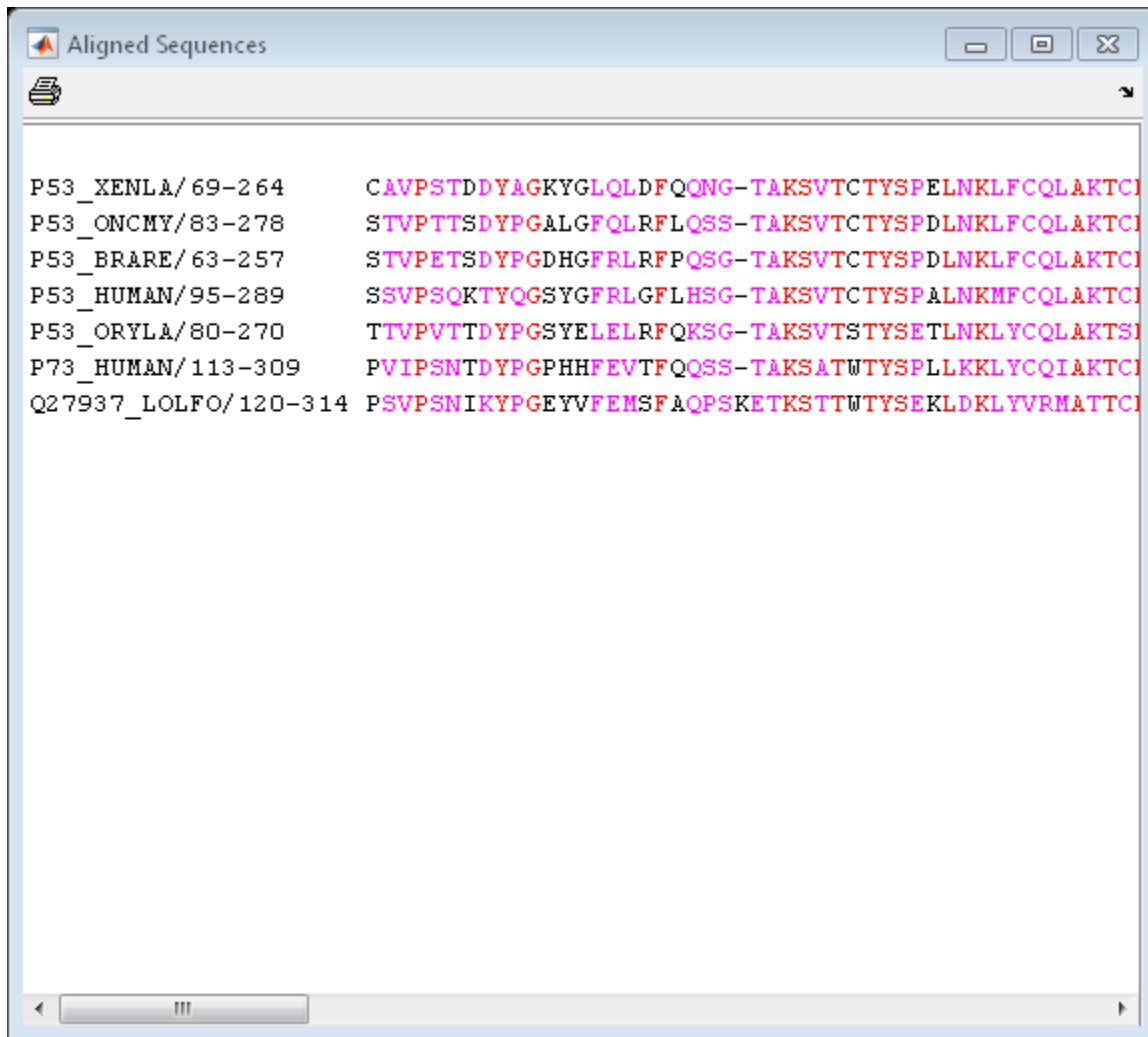 Aligned Sequences
P53_XENLA/69-264 CAVPSTDDYAGKYGLQLDFQQNG-TAKSVTCTYSPELNKLFCQLAKTC
P53_ONCMY/83-278 STVPTTSDYPGALGFQLRFLQSS-TAKSVTCTYSPDLNKLFCQLAKTC
P53_BRARE/63-257 STVPETSDYPGDHGFRLRFPQSG-TAKSVTCTYSPDLNKLFCQLAKTC
P53_HUMAN/95-289 SSVPSQKTYQGSYGFRLGFLHSG-TAKSVTCTYSPALNKMFCQLAKTC
P53_ORYLA/80-270 TTVPVTTDYPGSYELELRFQKSG-TAKSVTSTYSETLNKLYCQLAKTS
P73_HUMAN/113-309 PVIPSNTDYPGPHHFEVTFQQSS-TAKSATWTYSPLLKKLYCQIAKTC
Q27937_LOLFO/120-314 PSVPSNIKYPGEYVFEMSFAQPSKETKSTTWTYSEKLDKLYVRMATTC